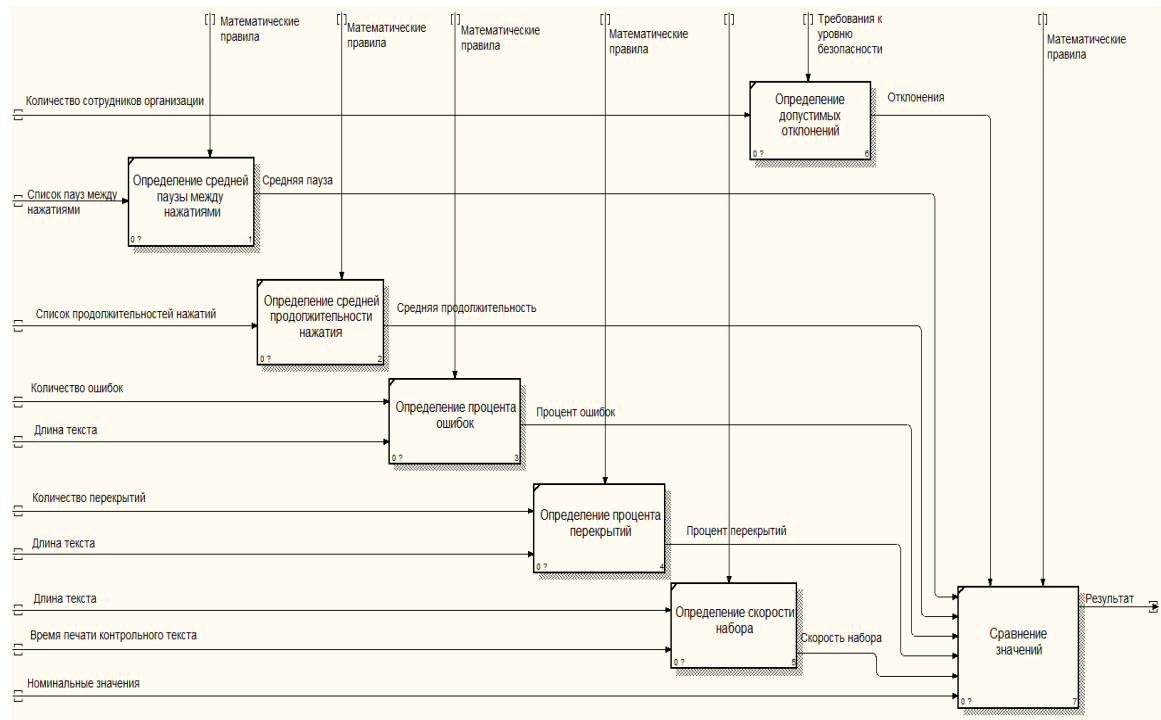 Математические
правила
Математические
правила
Математические
правила
Математические
правила
Требования к
уровню
безопасности
Математические
правила
Количество сотрудников организации
Определение
допустимых
отклонений
0 ?
6
Отклонения
Список пауз между
нажатиями
Определение средней
паузы между
нажатиями
0 ?
1
Средняя пауза
Список продолжительностей нажатий
Определение средней
продолжительности
нажатия
0 ?
2
Средняя продолжительность
Количество ошибок
Длина текста
Определение процента
ошибок
0 ?
3
Процент ошибок
Количество перекрытий
Длина текста
Определение процента
перекрытий
0 ?
4
Процент перекрытий
Длина текста
Время печати контрольного текста
Определение скорости
набора
0 ?
5
Скорость набора
Номинальные значения
Сравнение
значений
0 ?
7
Результат